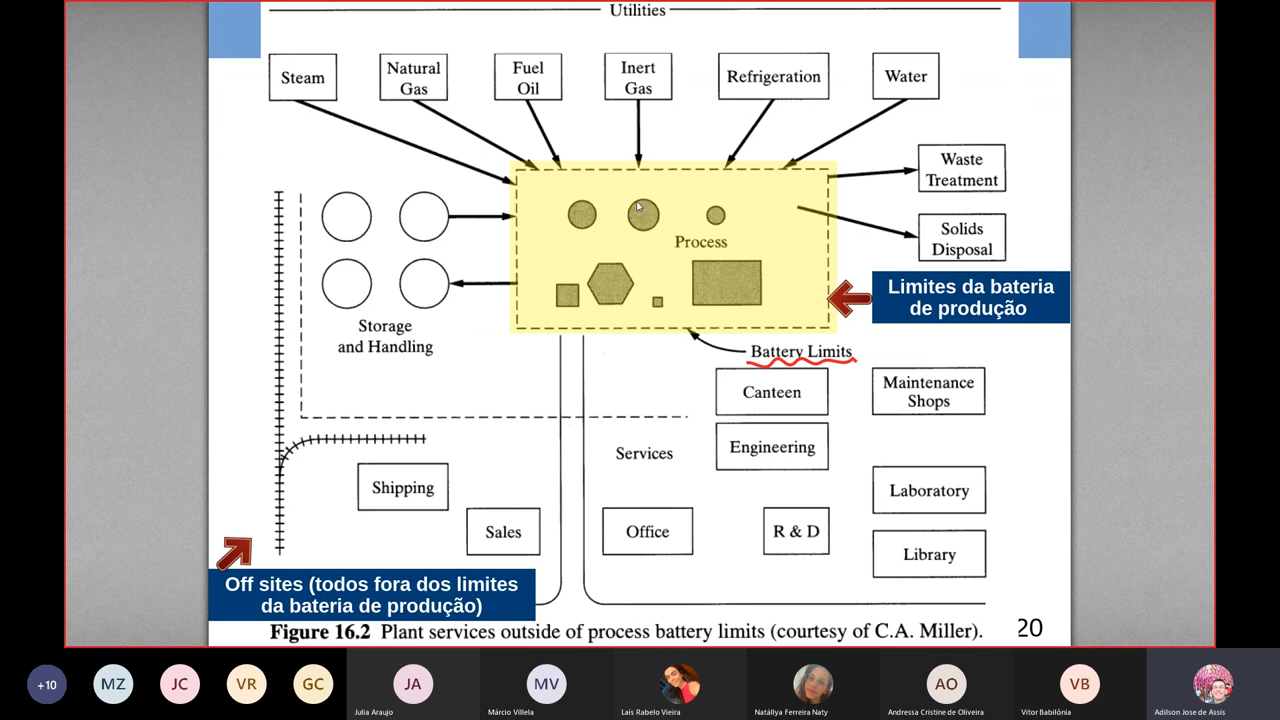 Utilities
Steam
Natural
Gas
Fuel
Oil
Inert
Gas
Refrigeration
Water
Waste
Treatment
Solids
Disposal
Process
Limites da bateria
de produção
Storage
and Handling
Battery Limits
Canteen
Maintenance
Shops
Services
Engineering
Shipping
Laboratory
Sales
Office
R & D
Library
Off sites (todos fora dos limites
da bateria de produção)
Figure 16.2 Plant services outside of process battery limits (courtesy of C.A. Miller).
20
+10
MZ
JC
VR
GC
JA
MV
AO
VB
Julia Araujo
Márcio Villela
Laís Rabelo Vieira
Natállya Ferreira Naty
Andressa Cristine de Oliveira
Vitor Babilônia
Adilson Jose de Assis